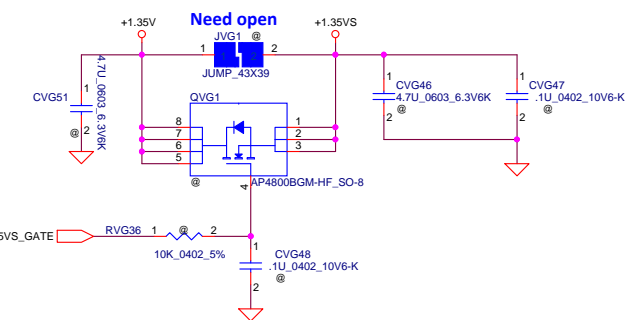 Need open
+1.35V
+1.35VS
JVG1
@
1
2
JUMP_43X39
CVG51
1
2
@
4.7U_0603_6.3V6K
QVG1
8
7
6
5
1
2
3
4
@
AP4800BGM-HF_SO-8
CVG46
4.7U_0603_6.3V6K
1
2
@
CVG47
.1U_0402_10V6-K
1
2
@
5VS_GATE
RVG36
1
@
2
10K_0402_5%
1
CVG48
.1U_0402_10V6-K
@
2